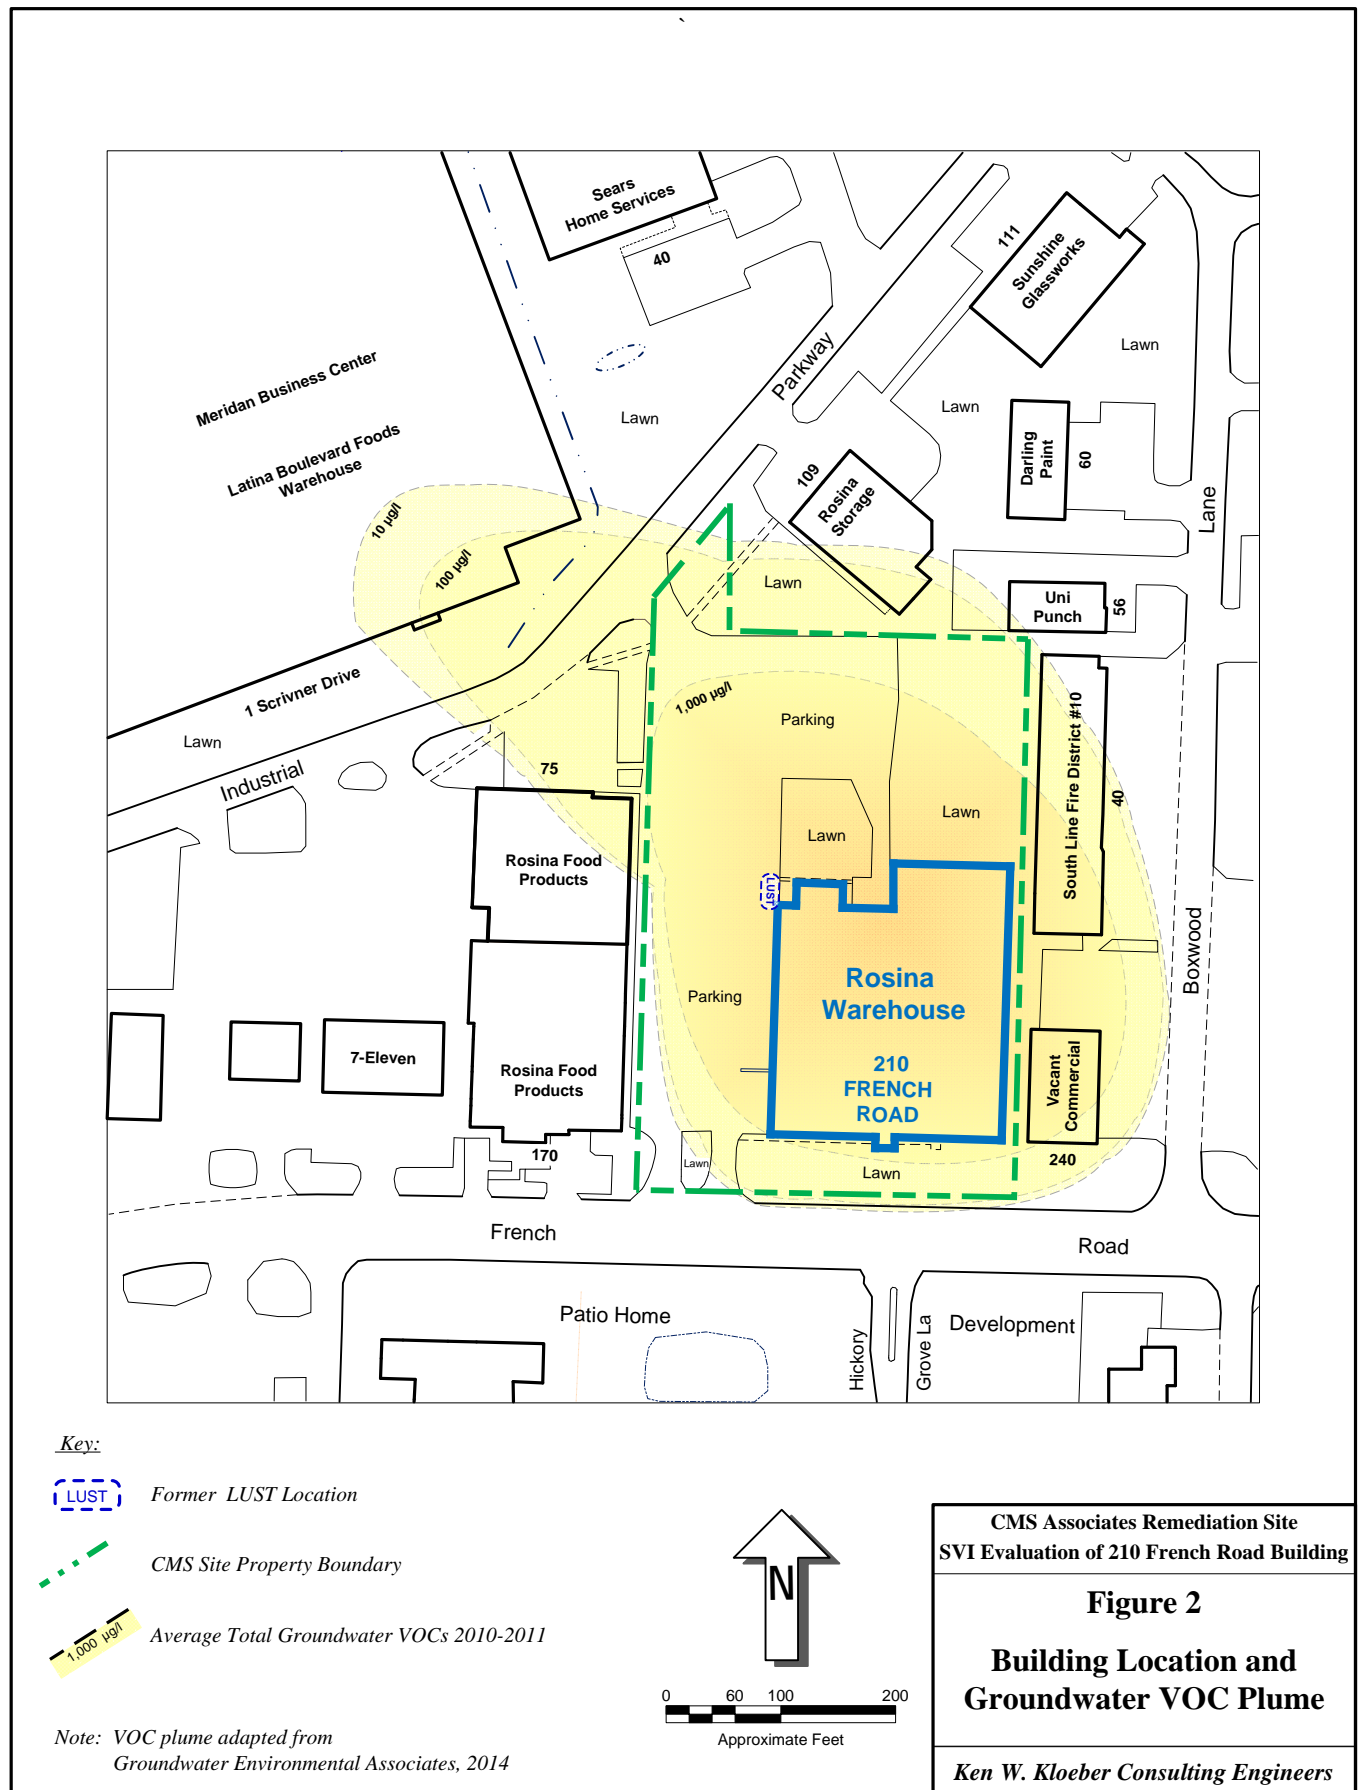 `
Sears
Home Services
40
111
Sunshine
Glassworks
Lawn
Parkway
Meridan Business Center
Lawn
Lawn
Latina Boulevard Foods
Warehouse
Darling
Paint
60
109
Rosina
Storage
Lane
10 µg/l
100 µg/l
Lawn
Uni
Punch
56
1 Scrivner Drive
1,000 µg/l
Parking
Lawn
Industrial
75
South Line Fire District #10
40
Lawn
Lawn
Rosina Food
Products
LUST
Boxwood
Rosina
Warehouse
Parking
7-Eleven
Rosina Food
Products
210
FRENCH
ROAD
Vacant
Commercial
170
Lawn
Lawn
240
French
Road
Patio Home
Hickory
Grove La
Development
Key:
LUST
Former LUST Location
CMS Site Property Boundary
1,000 µg/l
Average Total Groundwater VOCs 2010-2011
Note: VOC plume adapted from
Groundwater Environmental Associates, 2014
N
0 60 100 200
Approximate Feet
CMS Associates Remediation Site
SVI Evaluation of 210 French Road Building
Figure 2
Building Location and
Groundwater VOC Plume
Ken W. Kloeber Consulting Engineers